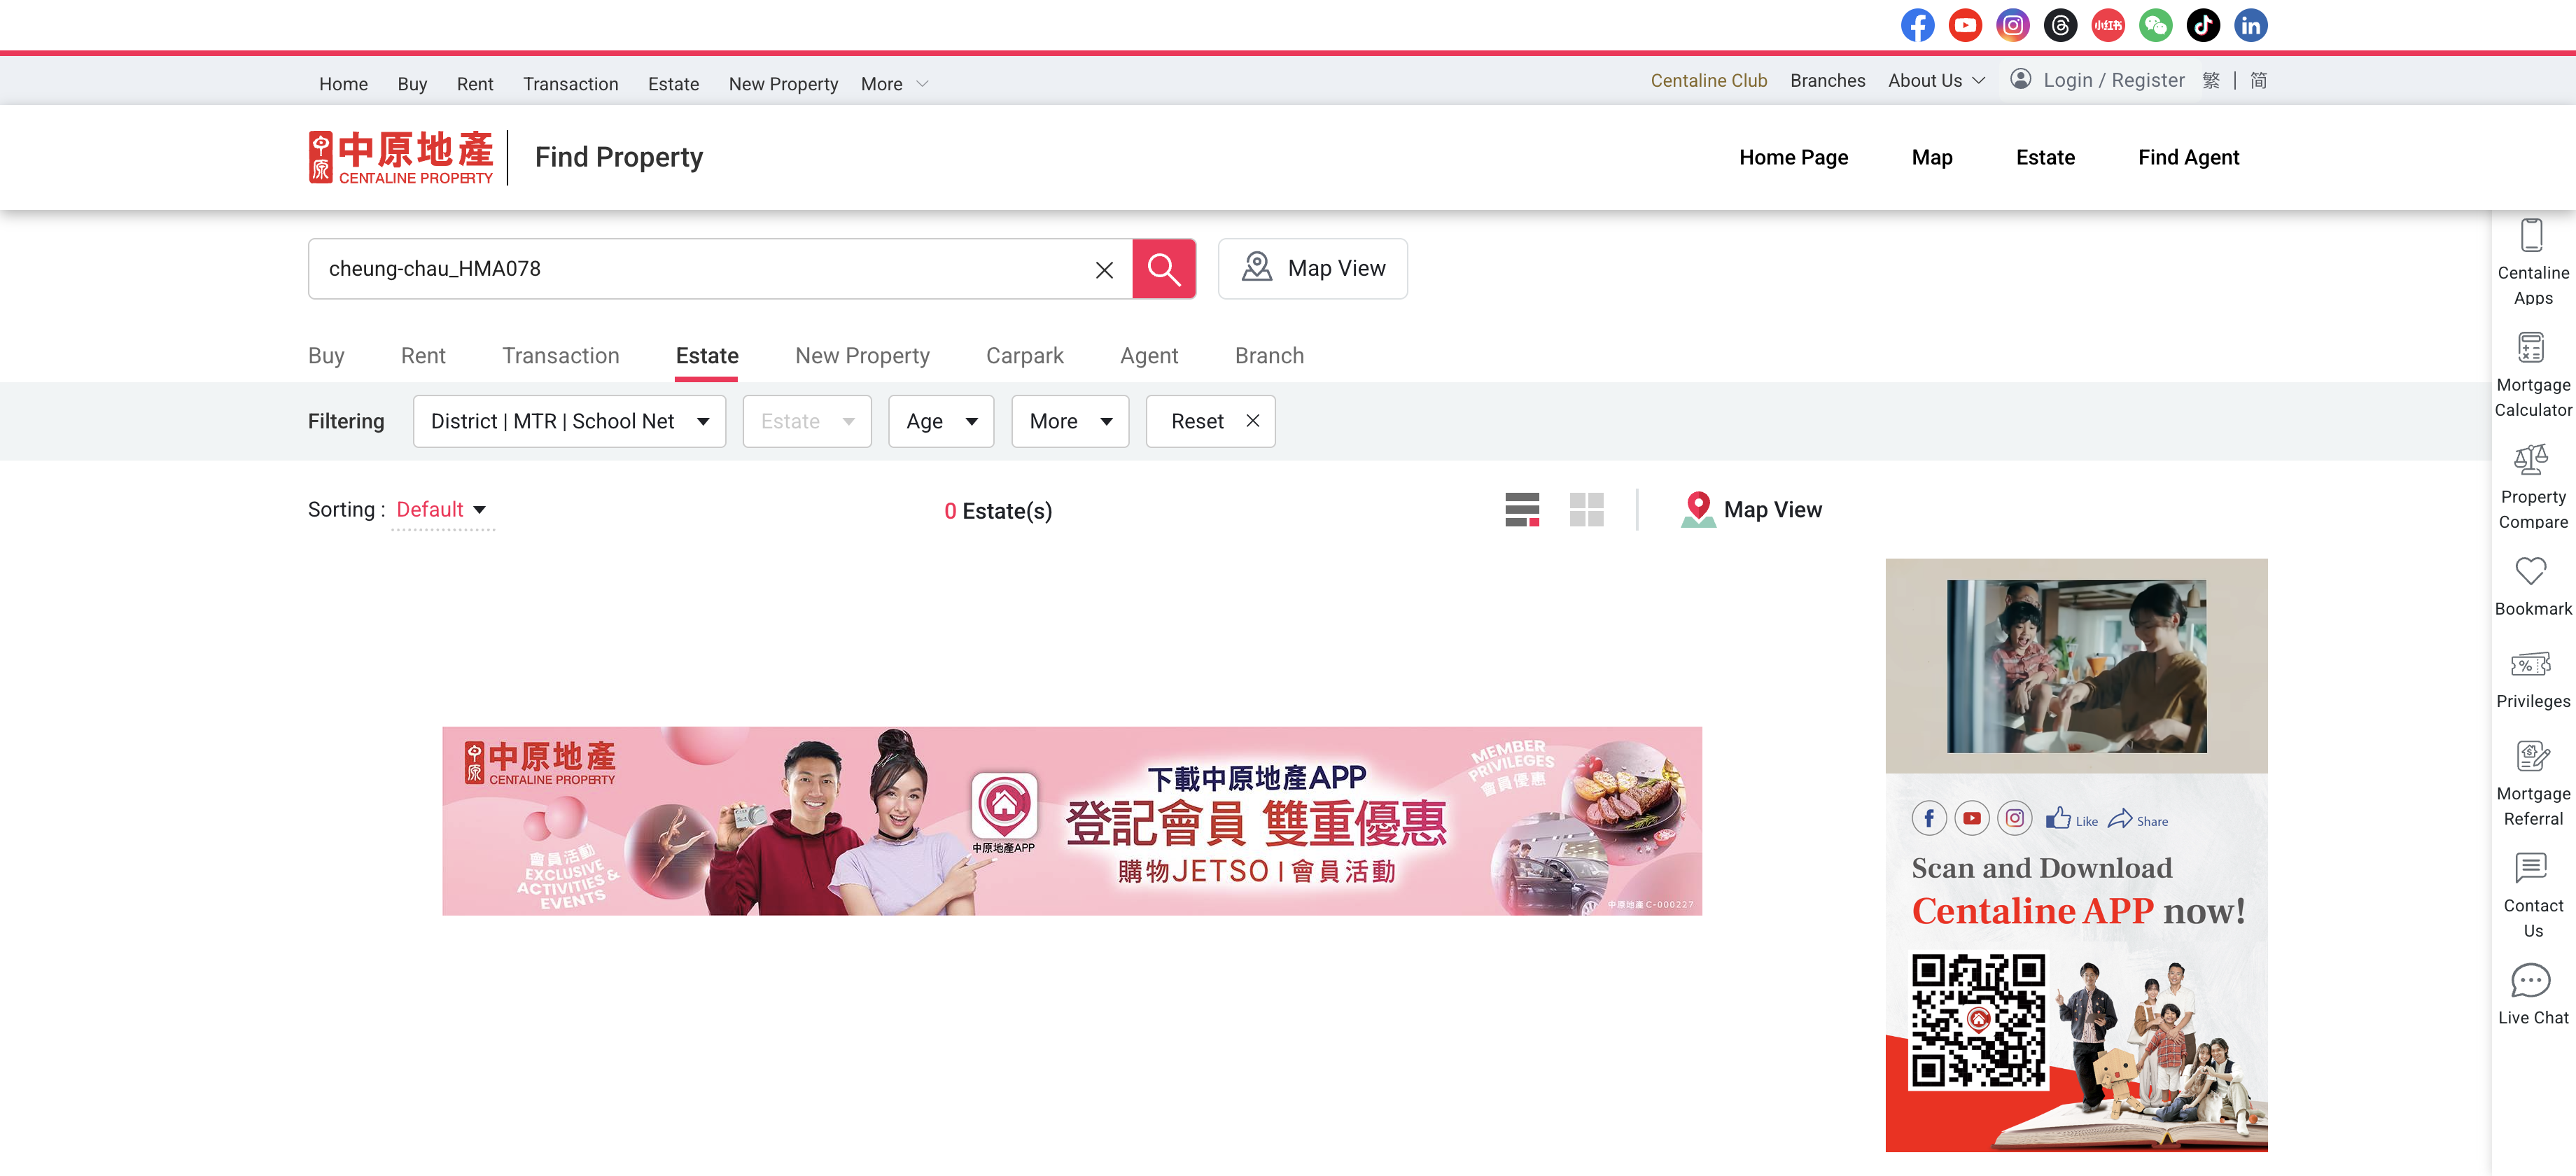 小红书
Home Buy Rent Transaction Estate New Property More
Centaline Club Branches About Us Login / Register 繁 | 简
中原
中原地產
CENTALINE PROPERTY
Find Property
Home Page Map Estate Find Agent
cheung-chau_HMA078
Map View
Buy Rent Transaction Estate New Property Carpark Agent Branch
Filtering District | MTR | School Net Estate Age More Reset
Sorting : Default
0 Estate(s)
Map View
中原
中原地產
CENTALINE PROPERTY
會員活動
EXCLUSIVE
ACTIVITIES &
EVENTS
中原地產APP
下載中原地產APP
登記會員 雙重優惠
購物JETSO | 會員活動
MEMBER
PRIVILEGES
會員優惠
中原地產 C-000227
Like Share
Scan and Download
Centaline APP now!
Centaline
Apps
Mortgage
Calculator
Property
Compare
Bookmark
Privileges
Mortgage
Referral
Contact
Us
Live Chat